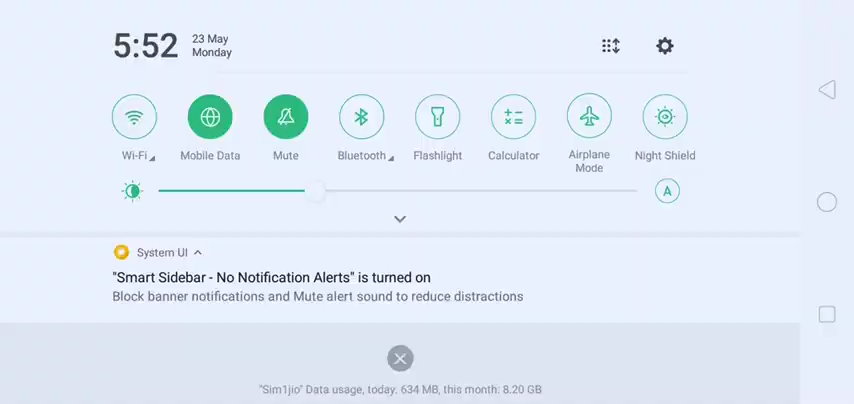 5:52
23 May
Monday
Wi-Fi
Mobile Data
Mute
Bluetooth
Flashlight
Calculator
Airplane
Mode
Night Shield
A
System UI
"Smart Sidebar - No Notification Alerts" is turned on
Block banner notifications and Mute alert sound to reduce distractions
"Sim1jio" Data usage, today. 634 MB, this month: 8.20 GB